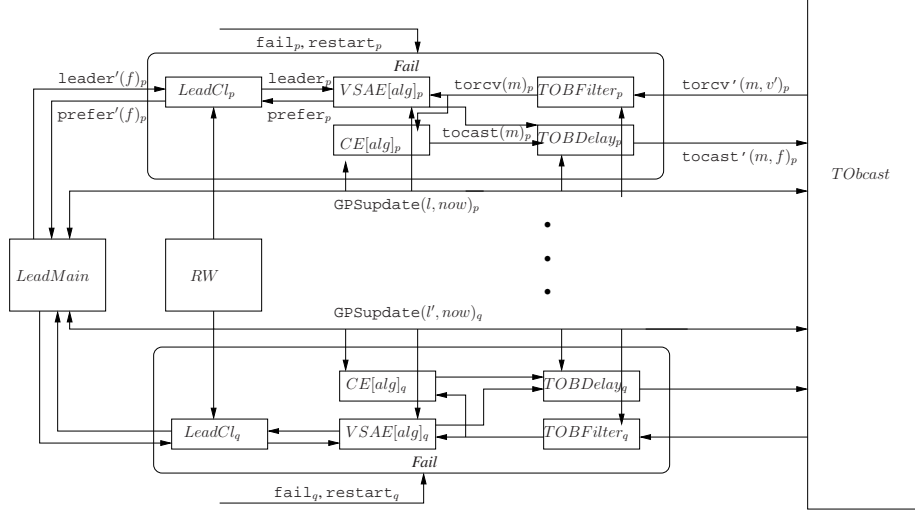 fail_p, restart_p
Fail
leader′(f)_p
LeadCl_p
leader_p
VSAE[alg]_p
torcv(m)_p
TOBFilter_p
torcv'(m, v′)_p
prefer′(f)_p
prefer_p
CE[alg]_p
tocast(m)_p
TOBDelay_p
tocast'(m, f)_p
TObcast
GPSupdate(l, now)_p
LeadMain
RW
GPSupdate(l′, now)_q
CE[alg]_q
TOBDelay_q
LeadCl_q
VSAE[alg]_q
TOBFilter_q
Fail
fail_q, restart_q